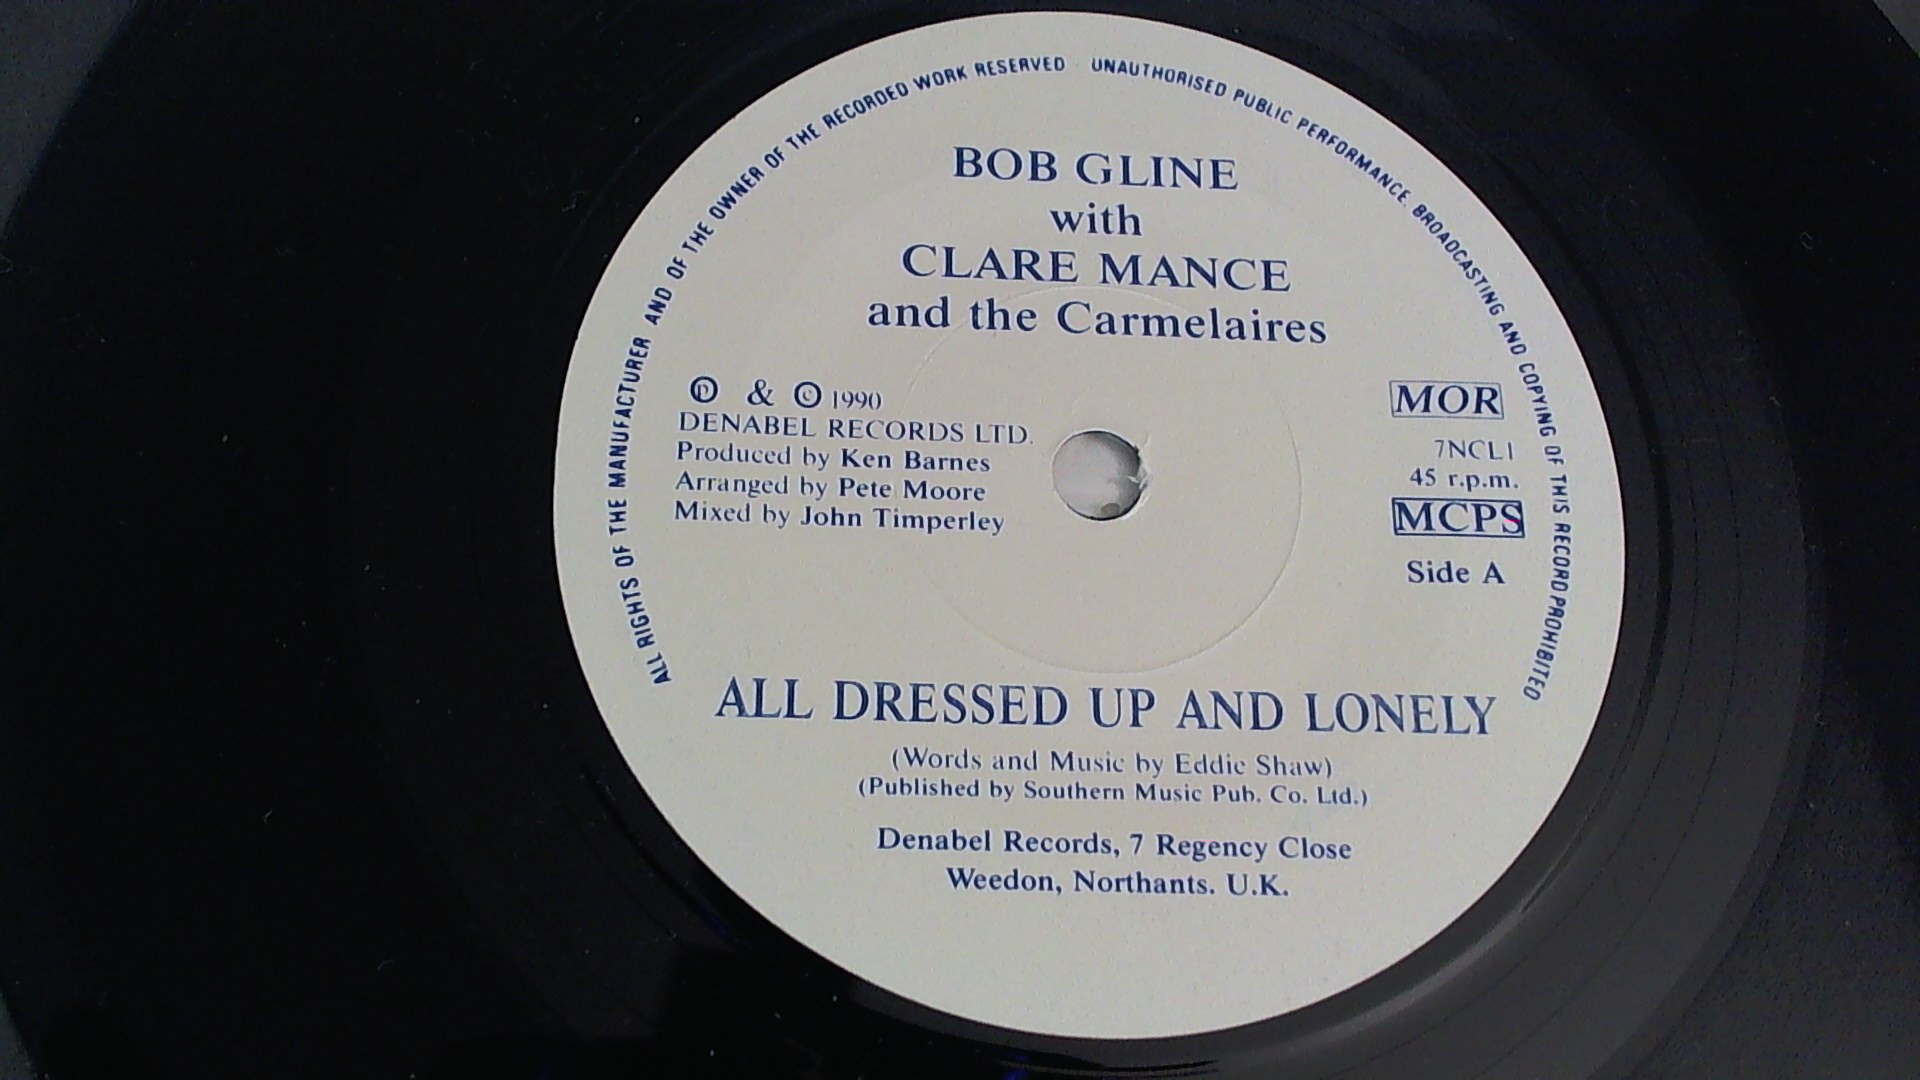 ALL RIGHTS OF THE MANUFACTURER AND OF THE OWNER OF THE RECORDED WORK RESERVED UNAUTHORISED PUBLIC PERFORMANCE. BROADCASTING AND COPYING OF THIS RECORD PROHIBITED
BOB GLINE
with
CLARE MANCE
and the Carmelaires
Ⓟ & © 1990
DENABEL RECORDS LTD.
Produced by Ken Barnes
Arranged by Pete Moore
Mixed by John Timperley
MOR
7NCL1
45 r.p.m.
MCPS
Side A
ALL DRESSED UP AND LONELY
(Words and Music by Eddie Shaw)
(Published by Southern Music Pub. Co. Ltd.)
Denabel Records, 7 Regency Close
Weedon, Northants. U.K.